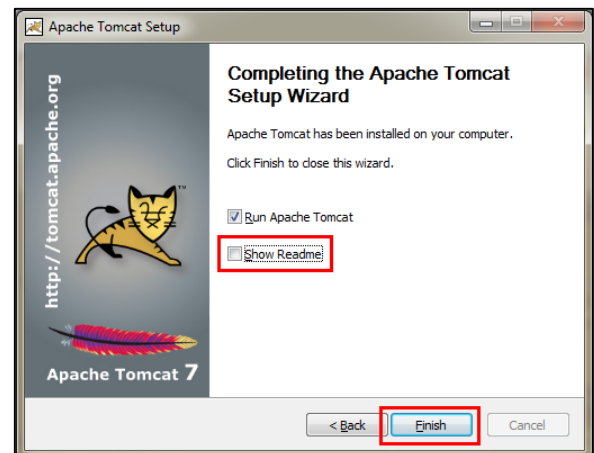 Apache Tomcat Setup
http://tomcat.apache.org
TM
Apache Tomcat 7
Completing the Apache Tomcat
Setup Wizard
Apache Tomcat has been installed on your computer.
Click Finish to close this wizard.
Run Apache Tomcat
Show Readme
< Back
Finish
Cancel